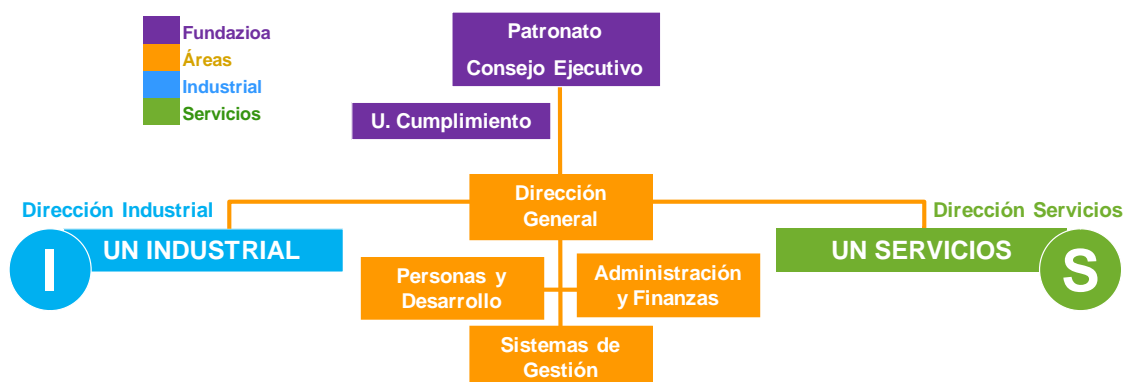 Fundazioa
Áreas
Industrial
Servicios
Patronato
Consejo Ejecutivo
U. Cumplimiento
Dirección
General
Dirección Industrial
UN INDUSTRIAL
I
Dirección Servicios
UN SERVICIOS
S
Personas y
Desarrollo
Administración
y Finanzas
Sistemas de
Gestión